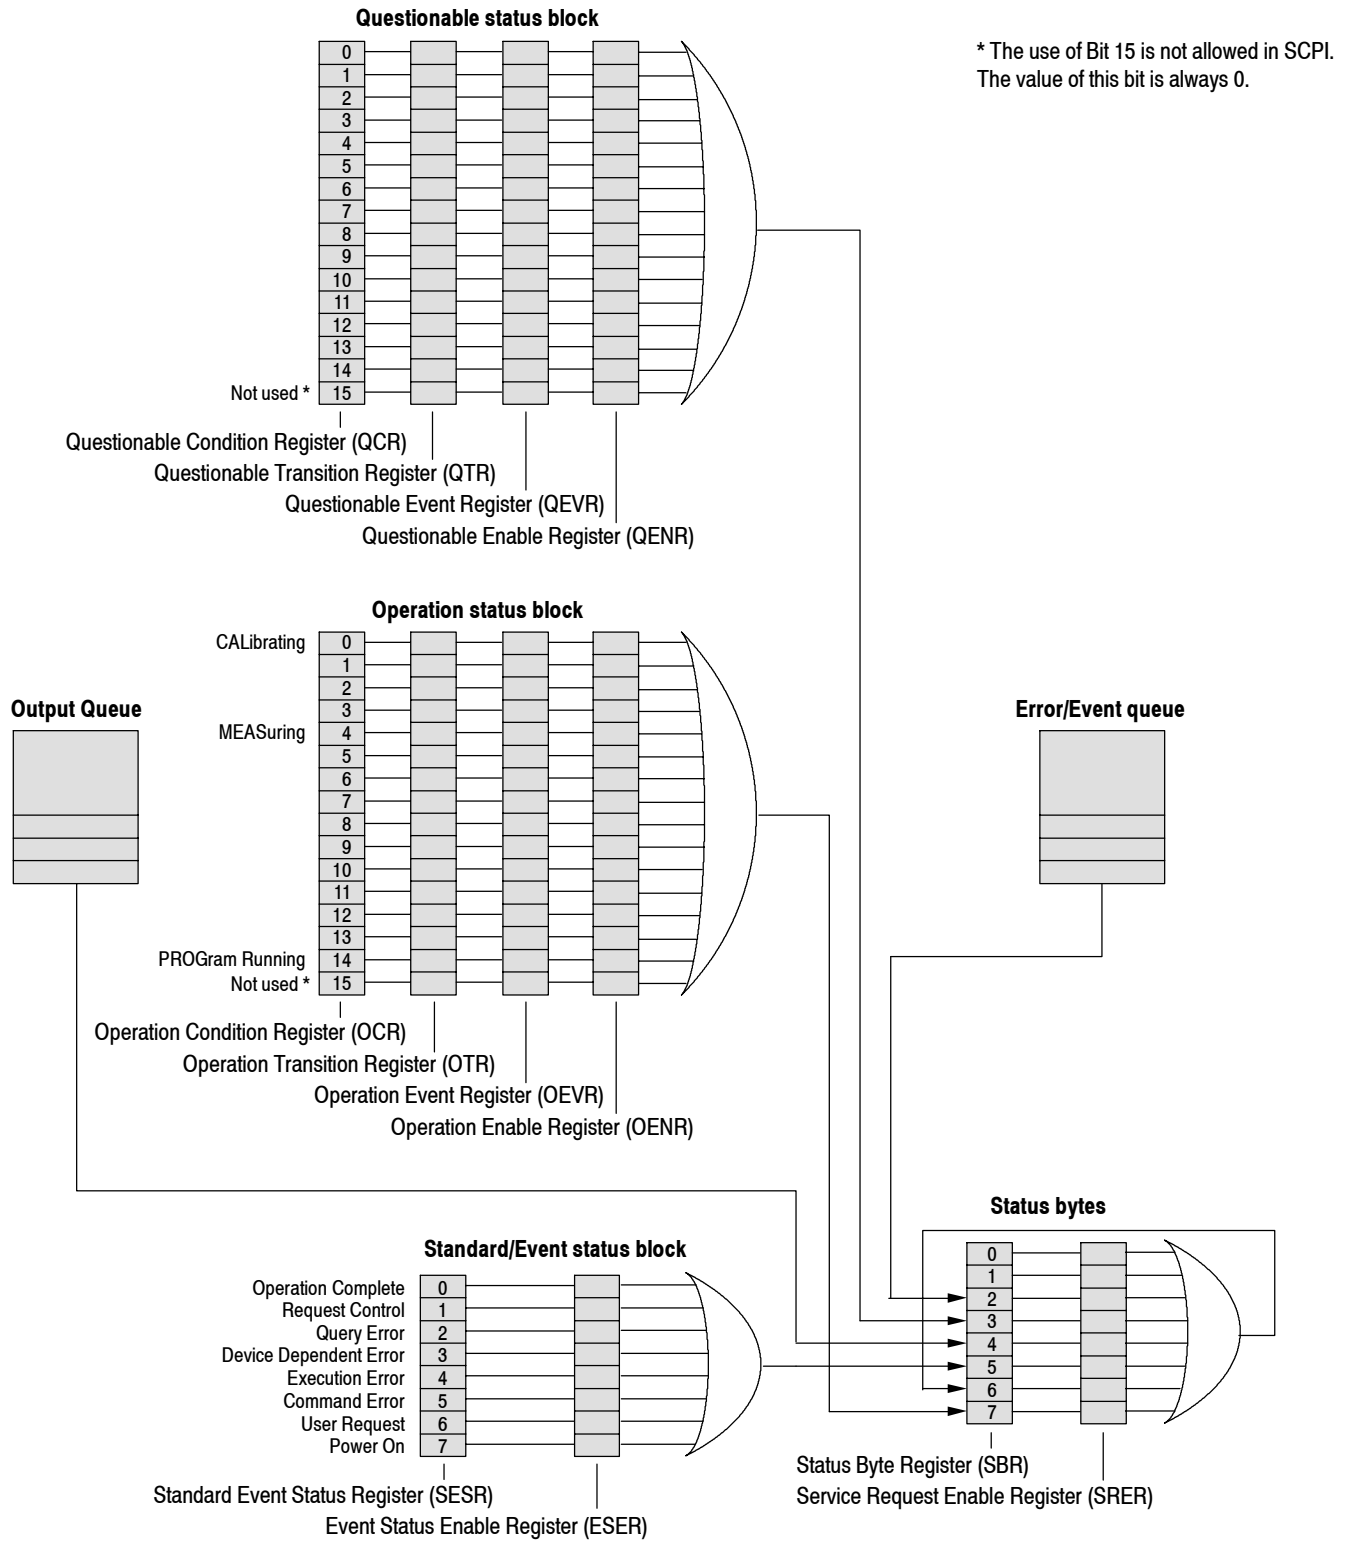 Questionable status block
* The use of Bit 15 is not allowed in SCPI.
The value of this bit is always 0.
0
1
2
3
4
5
6
7
8
9
10
11
12
13
14
Not used * 15
Questionable Condition Register (QCR)
Questionable Transition Register (QTR)
Questionable Event Register (QEVR)
Questionable Enable Register (QENR)
Operation status block
CALibrating 0
1
2
3
MEASuring 4
5
6
7
8
9
10
11
12
13
PROGram Running 14
Not used * 15
Operation Condition Register (OCR)
Operation Transition Register (OTR)
Operation Event Register (OEVR)
Operation Enable Register (OENR)
Output Queue
Error/Event queue
Standard/Event status block
Operation Complete 0
Request Control 1
Query Error 2
Device Dependent Error 3
Execution Error 4
Command Error 5
User Request 6
Power On 7
Standard Event Status Register (SESR)
Event Status Enable Register (ESER)
Status bytes
0
1
2
3
4
5
6
7
Status Byte Register (SBR)
Service Request Enable Register (SRER)